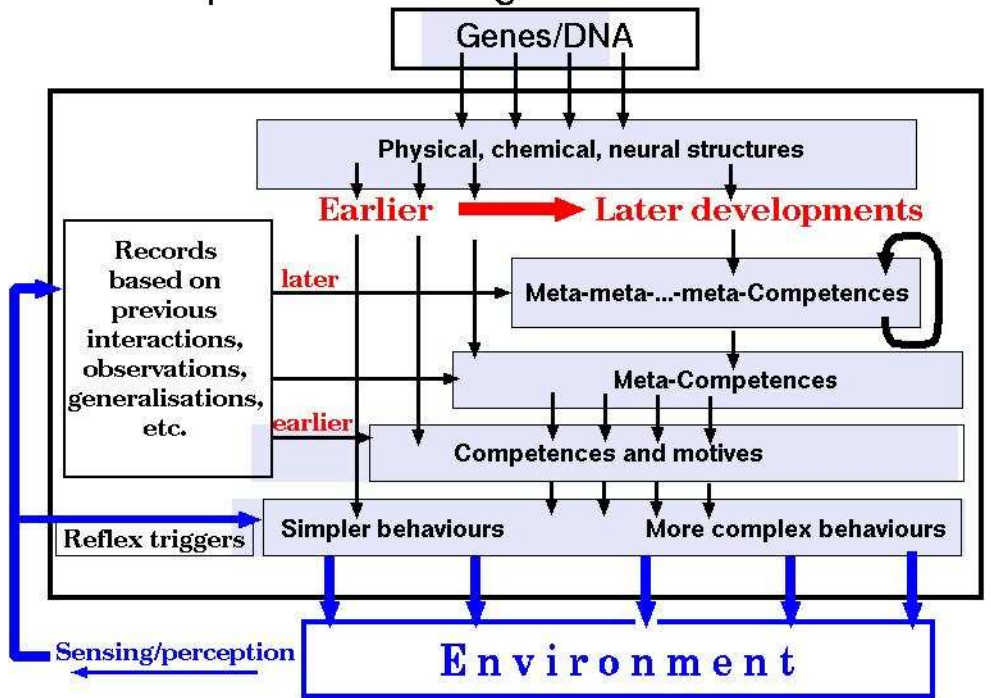 Genes/DNA
Physical, chemical, neural structures
Earlier
Later developments
Records
based on
previous
interactions,
observations,
generalisations,
etc.
later
Meta-meta-...-meta-Competences
Meta-Competences
earlier
Competences and motives
Reflex triggers
Simpler behaviours
More complex behaviours
Sensing/perception
Environment